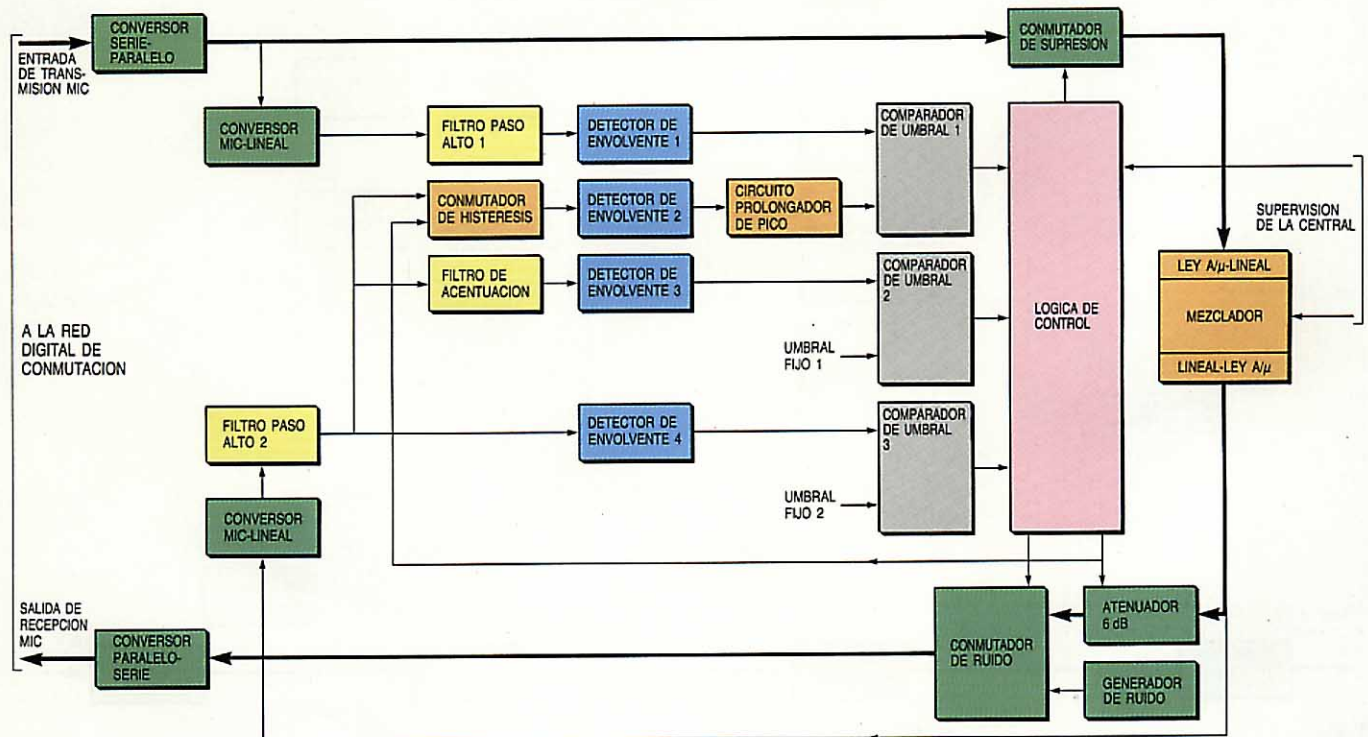 CONVERSOR
SERIE-
PARALELO
CONMUTADOR
DE SUPRESION
ENTRADA
DE TRANS-
MISION MIC
CONVERSOR
MIC-LINEAL
FILTRO PASO
ALTO 1
DETECTOR DE
ENVOLVENTE 1
COMPARADOR
DE UMBRAL 1
CONMUTADOR
DE HISTERESIS
DETECTOR DE
ENVOLVENTE 2
CIRCUITO
PROLONGADOR
DE PICO
SUPERVISION
DE LA CENTRAL
FILTRO DE
ACENTUACION
DETECTOR DE
ENVOLVENTE 3
COMPARADOR
DE UMBRAL
2
LOGICA DE
CONTROL
LEY A/μ-LINEAL
MEZCLADOR
LINEAL-LEY A/μ
A LA RED
DIGITAL DE
CONMUTACION
UMBRAL
FIJO 1
FILTRO PASO
ALTO 2
DETECTOR DE
ENVOLVENTE 4
COMPARADOR
DE UMBRAL
3
UMBRAL
FIJO 2
CONVERSOR
MIC-LINEAL
SALIDA DE
RECEPCION
MIC
CONVERSOR
PARALELO-
SERIE
CONMUTADOR
DE RUIDO
ATENUADOR
6 dB
GENERADOR
DE RUIDO